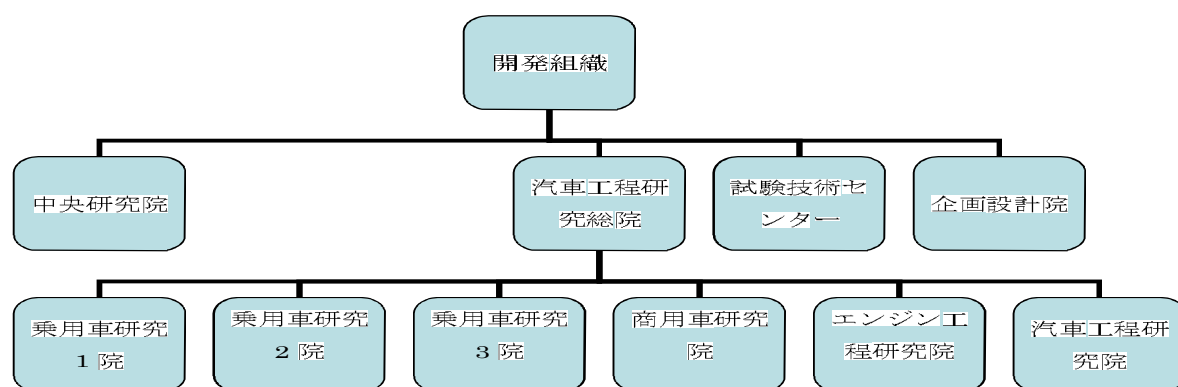 開発組織
中央研究院
汽車工程研
究総院
試験技術セ
ンター
企画設計院
乗用車研究
1 院
乗用車研究
2 院
乗用車研究
3 院
商用車研究
院
エンジン工
程研究院
汽車工程研
究院